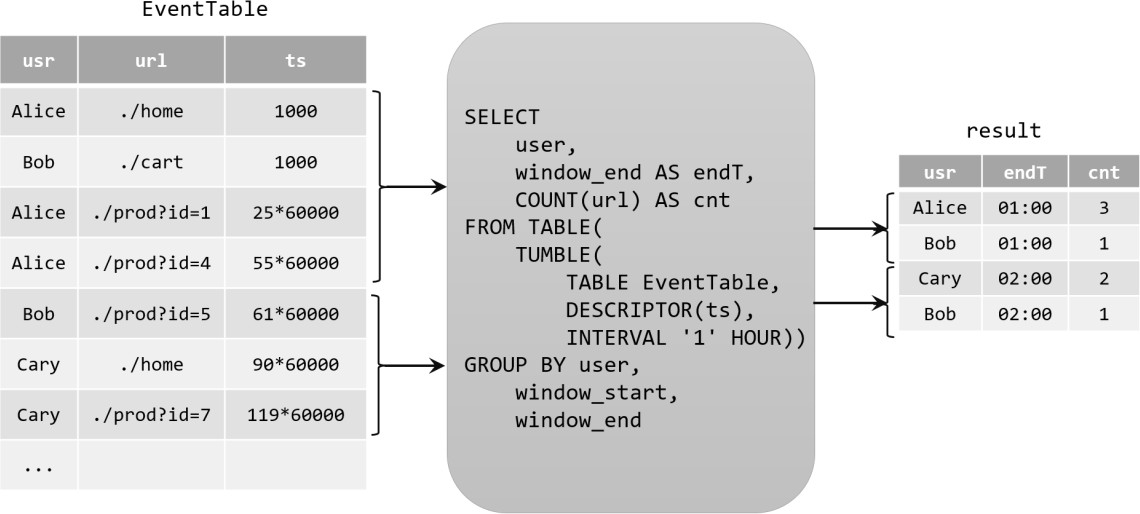 EventTable
usr url ts
Alice ./home 1000
Bob ./cart 1000
Alice ./prod?id=1 25*60000
Alice ./prod?id=4 55*60000
Bob ./prod?id=5 61*60000
Cary ./home 90*60000
Cary ./prod?id=7 119*60000
...
SELECT
user,
window_end AS endT,
COUNT(url) AS cnt
FROM TABLE(
TUMBLE(
TABLE EventTable,
DESCRIPTOR(ts),
INTERVAL '1' HOUR))
GROUP BY user,
window_start,
window_end
result
usr endT cnt
Alice 01:00 3
Bob 01:00 1
Cary 02:00 2
Bob 02:00 1